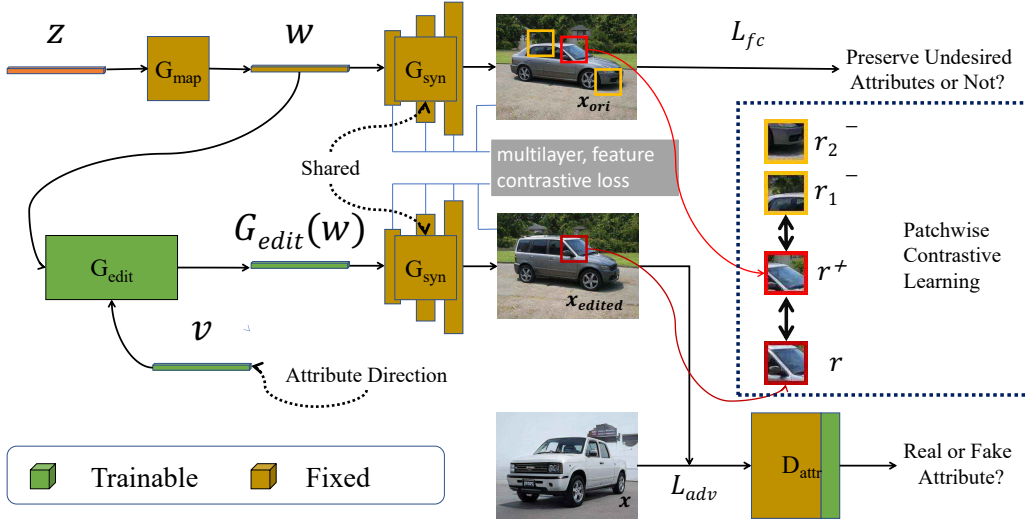 z
G_map
w
G_syn
x_ori
L_fc
Preserve Undesired
Attributes or Not?
Shared
multilayer, feature
contrastive loss
r_2^-
r_1^-
Patchwise
Contrastive
Learning
r^+
r
G_edit
G_edit(w)
G_syn
x_edited
v
Attribute Direction
Trainable
Fixed
x
L_adv
D_attr
Real or Fake
Attribute?